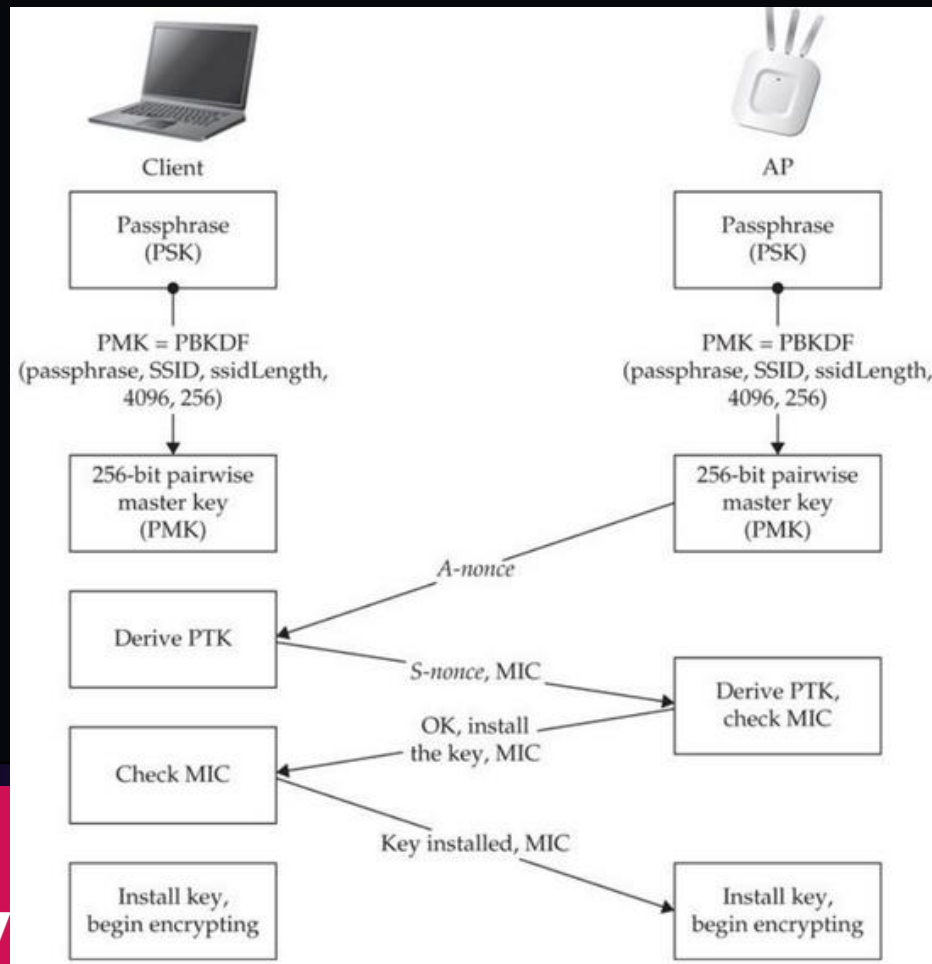 Client
AP
Passphrase
(PSK)
Passphrase
(PSK)
PMK = PBKDF
(passphrase, SSID, ssidLength,
4096, 256)
PMK = PBKDF
(passphrase, SSID, ssidLength,
4096, 256)
256-bit pairwise
master key
(PMK)
256-bit pairwise
master key
(PMK)
A-nonce
Derive PTK
S-nonce, MIC
Derive PTK,
check MIC
OK, install
the key, MIC
Check MIC
Key installed, MIC
Install key,
begin encrypting
Install key,
begin encrypting